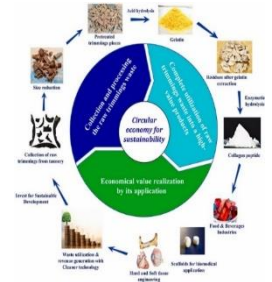 Acid hydrolysis
Pretreated
trimmings pieces
Gelatin
Size reduction
Residues after gelatin
extraction
Enzymatic
hydrolysis
Collection and processing
the raw trimmings waste
Complete utilization of raw
trimmings waste into a high-
value products
Circular
economy for
sustainability
Collection of raw
trimmings from tannery
Collagen peptide
Economical value realization
by its application
Invest for Sustainable
Development
Food & Beverages
Industries
Waste utilization &
revenue generation with
Cleaner technology
Scaffolds for biomedical
application
Hard and Soft tissue
engineering